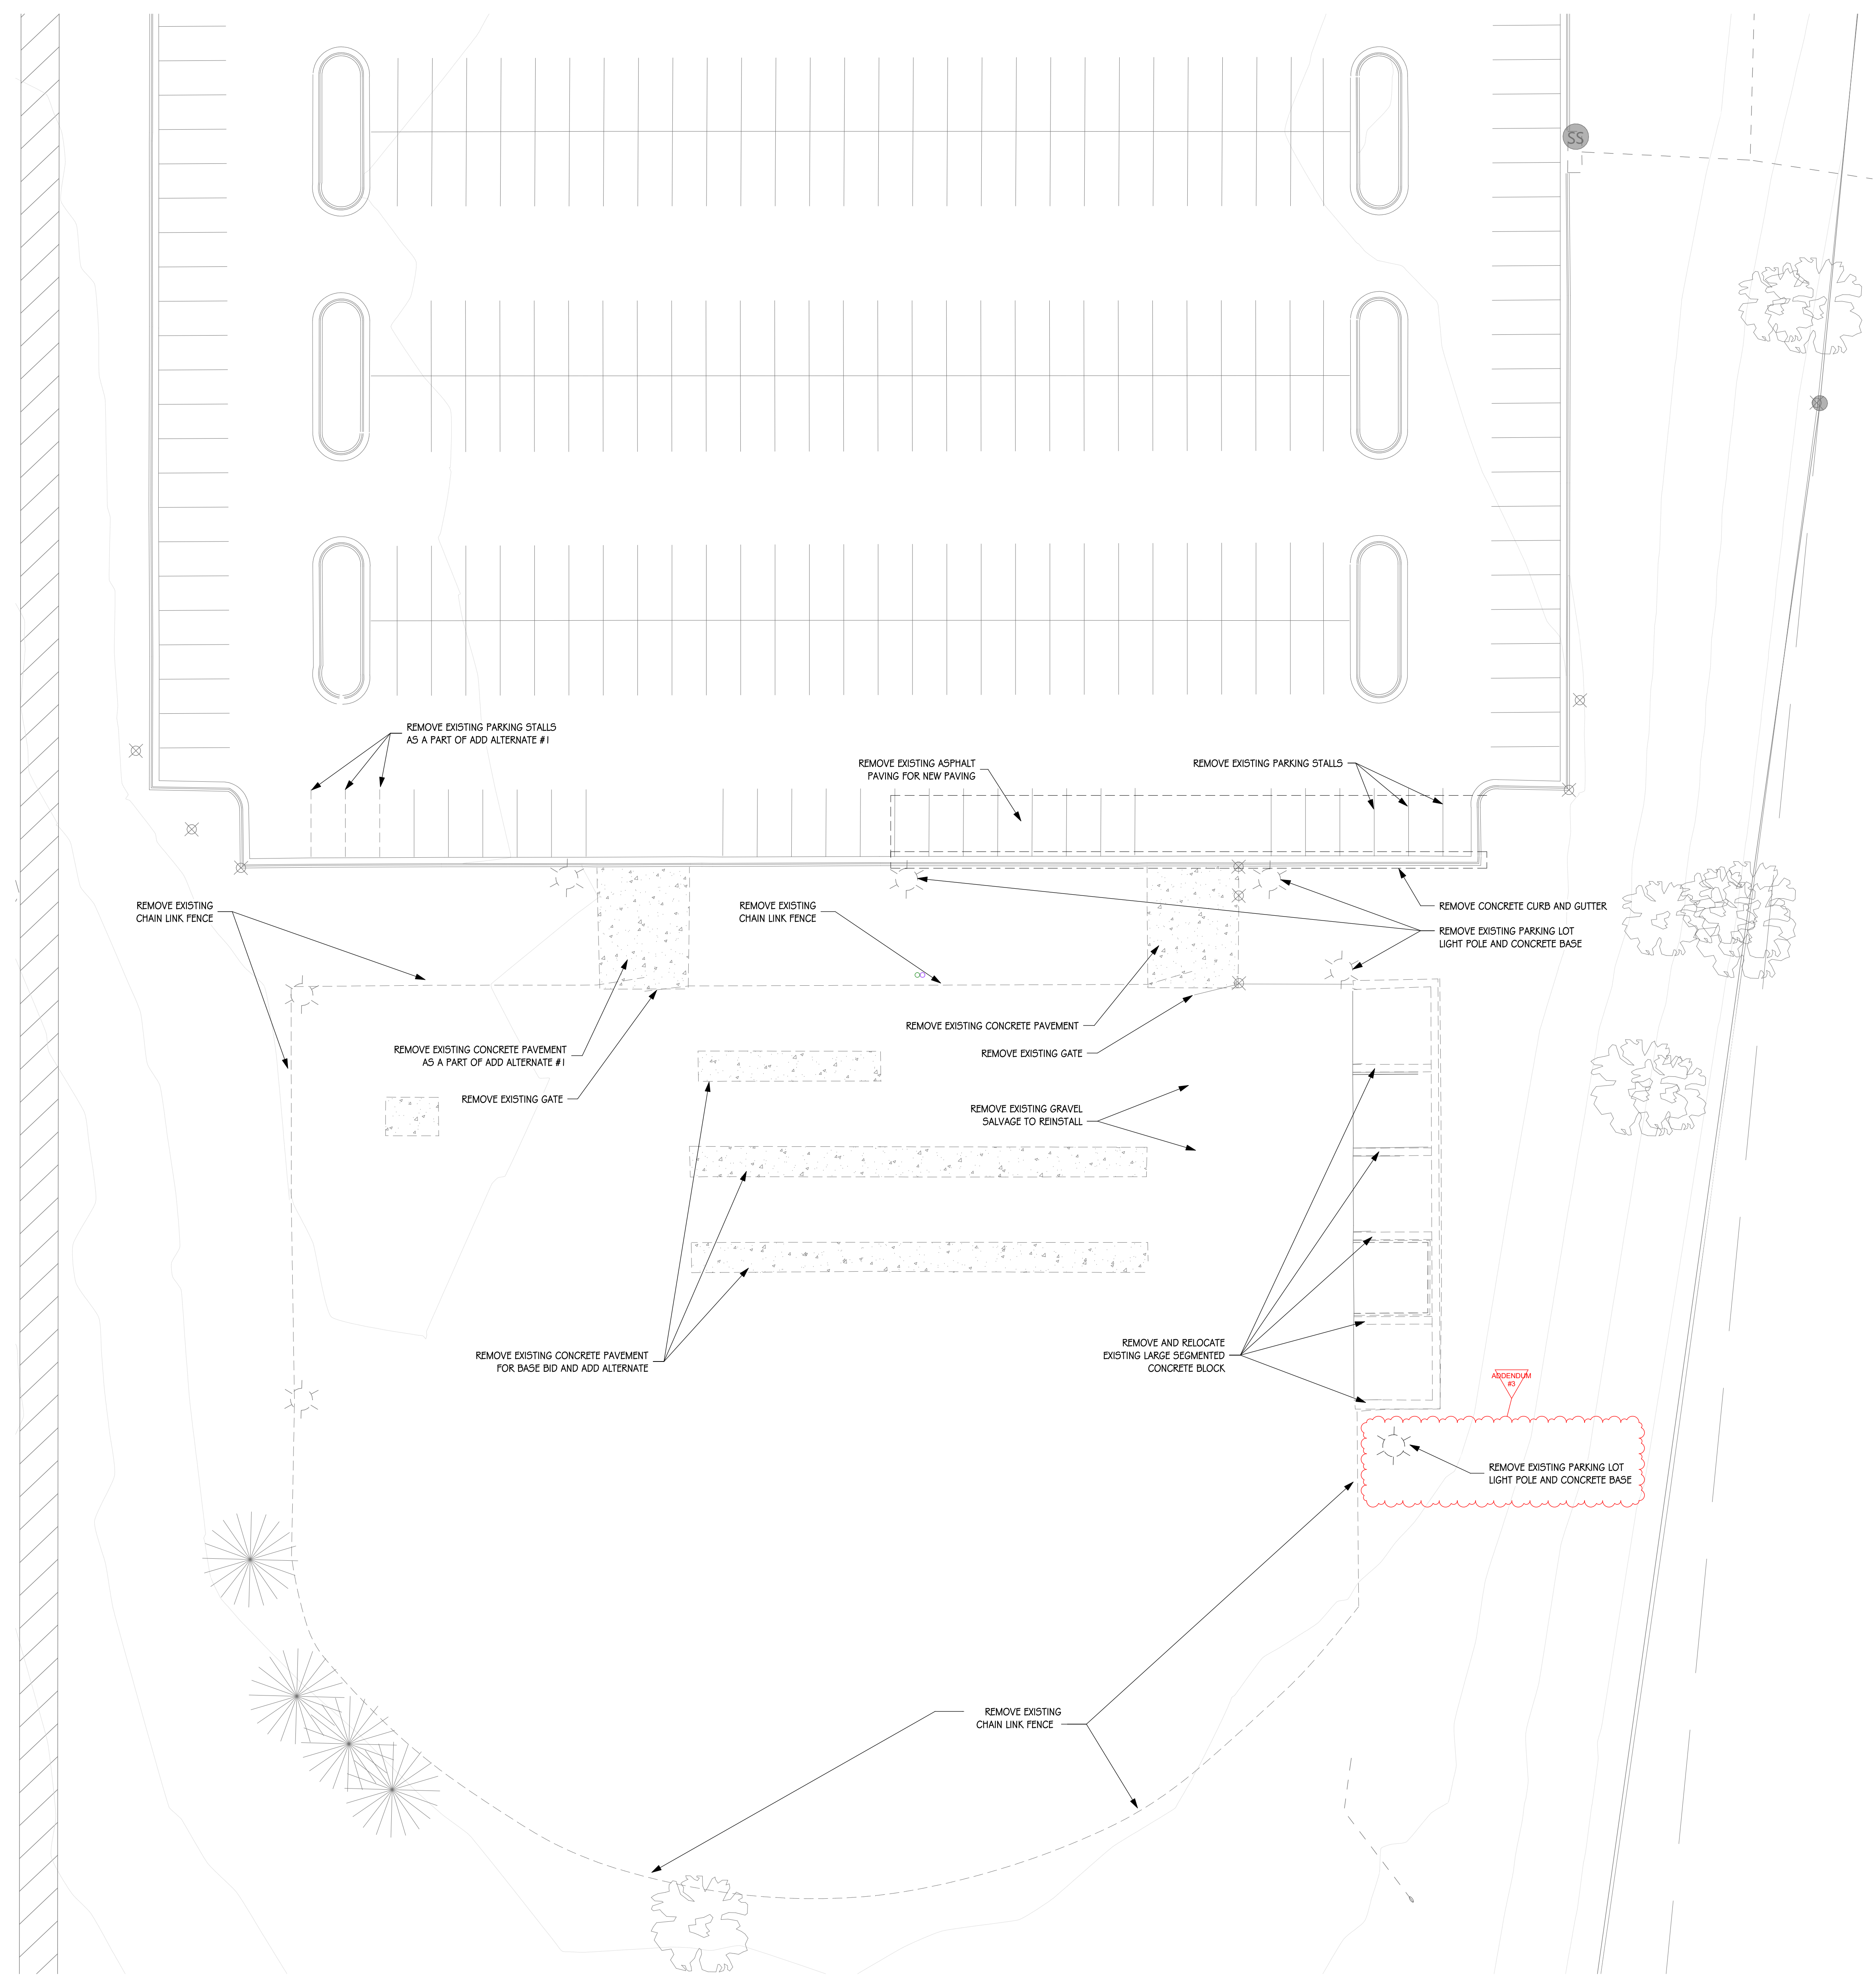 SS
REMOVE EXISTING PARKING STALLS
AS A PART OF ADD ALTERNATE #1
REMOVE EXISTING ASPHALT
PAVING FOR NEW PAVING
REMOVE EXISTING PARKING STALLS
REMOVE EXISTING
CHAIN LINK FENCE
REMOVE EXISTING
CHAIN LINK FENCE
REMOVE CONCRETE CURB AND GUTTER
REMOVE EXISTING PARKING LOT
LIGHT POLE AND CONCRETE BASE
REMOVE EXISTING CONCRETE PAVEMENT
REMOVE EXISTING CONCRETE PAVEMENT
AS A PART OF ADD ALTERNATE #1
REMOVE EXISTING GATE
REMOVE EXISTING GATE
REMOVE EXISTING GRAVEL
SALVAGE TO REINSTALL
REMOVE EXISTING CONCRETE PAVEMENT
FOR BASE BID AND ADD ALTERNATE
REMOVE AND RELOCATE
EXISTING LARGE SEGMENTED
CONCRETE BLOCK
ADDENDUM
#3
REMOVE EXISTING PARKING LOT
LIGHT POLE AND CONCRETE BASE
REMOVE EXISTING
CHAIN LINK FENCE